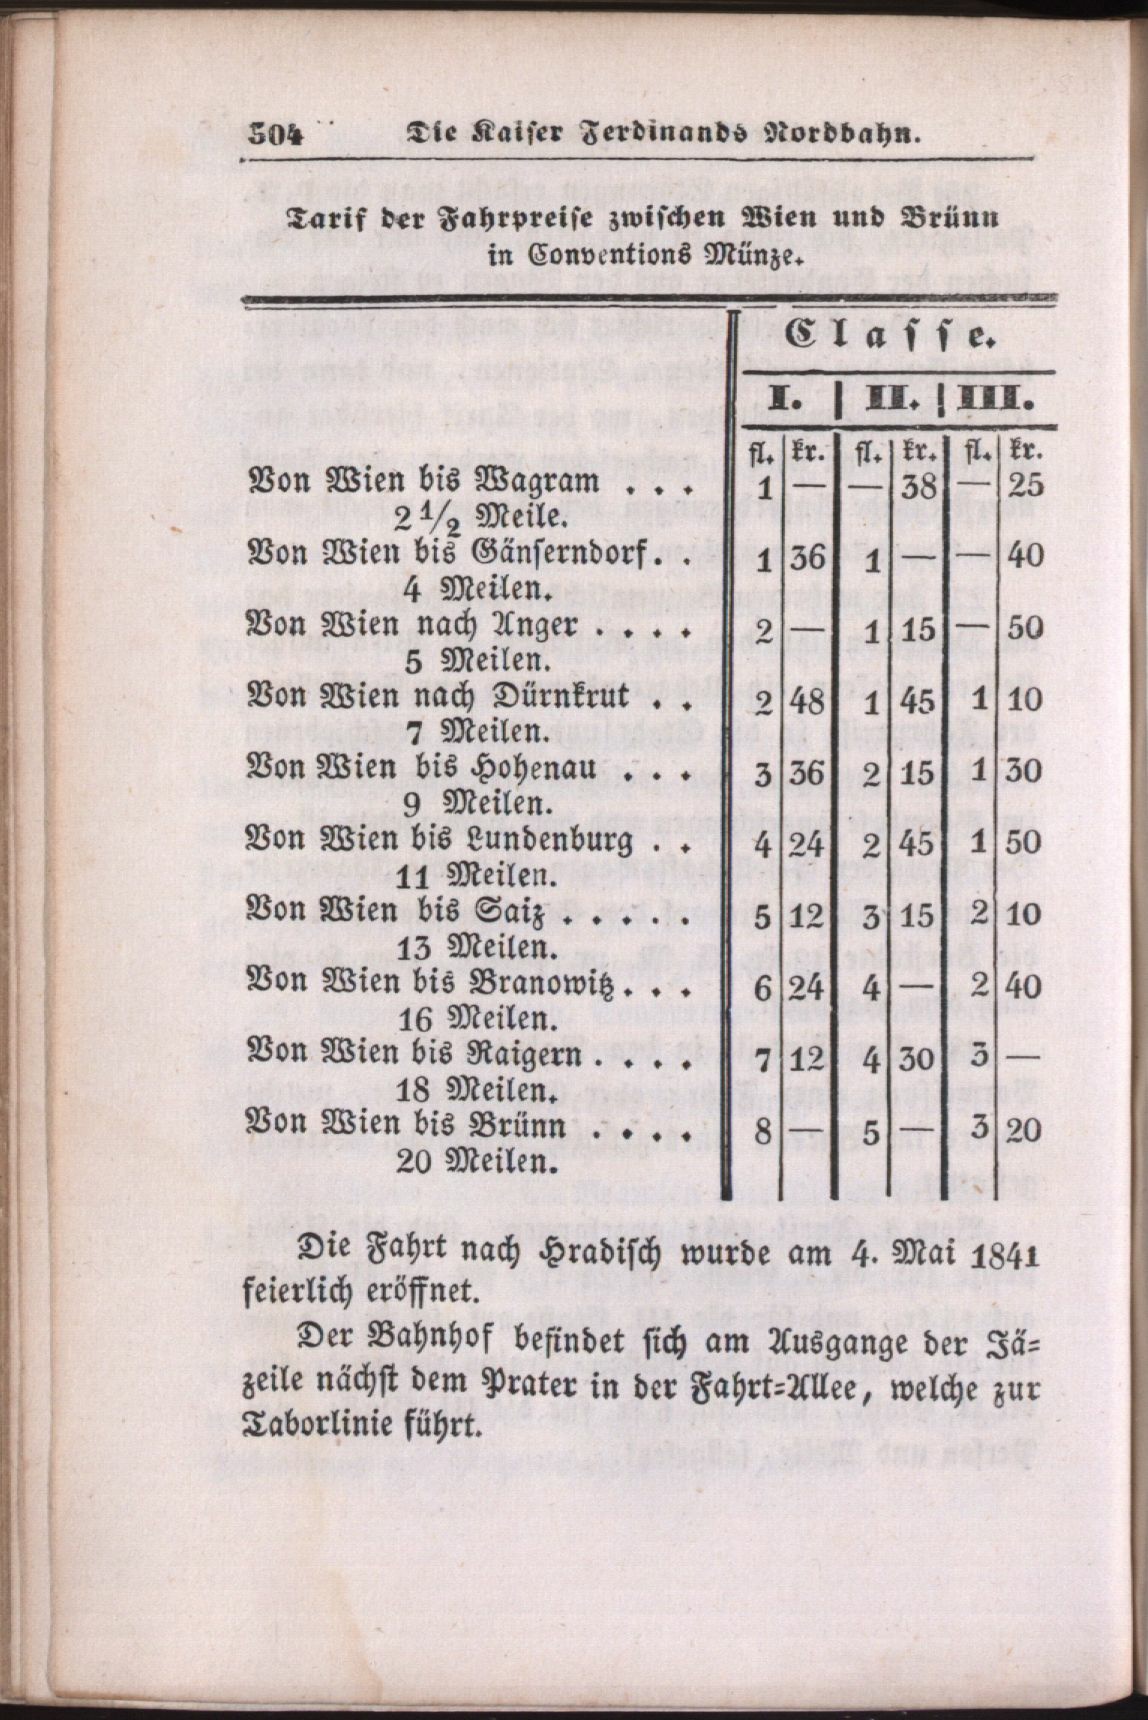 504 Die Kaiser Ferdinands Nordbahn.
Tarif der Fahrpreise zwischen Wien und Brünn
in Conventions Münze.
Classe.
I. II. III.
fl. kr. fl. kr. fl. kr.
Von Wien bis Wagram . . . 1 — — 38 — 25
2 1/2 Meile.
Von Wien bis Gänserndorf. . 1 36 1 — — 40
4 Meilen.
Von Wien nach Anger . . . . 2 — 1 15 — 50
5 Meilen.
Von Wien nach Dürnkrut . . 2 48 1 45 1 10
7 Meilen.
Von Wien bis Hohenau . . . 3 36 2 15 1 30
9 Meilen.
Von Wien bis Lundenburg . . 4 24 2 45 1 50
11 Meilen.
Von Wien bis Saiz . . . . . 5 12 3 15 2 10
13 Meilen.
Von Wien bis Branowitz . . . 6 24 4 — 2 40
16 Meilen.
Von Wien bis Raigern . . . . 7 12 4 30 3 —
18 Meilen.
Von Wien bis Brünn . . . . 8 — 5 — 3 20
20 Meilen.
Die Fahrt nach Hradisch wurde am 4. Mai 1841
feierlich eröffnet.
Der Bahnhof befindet sich am Ausgange der Jä-
zeile nächst dem Prater in der Fahrt-Allee, welche zur
Taborlinie führt.